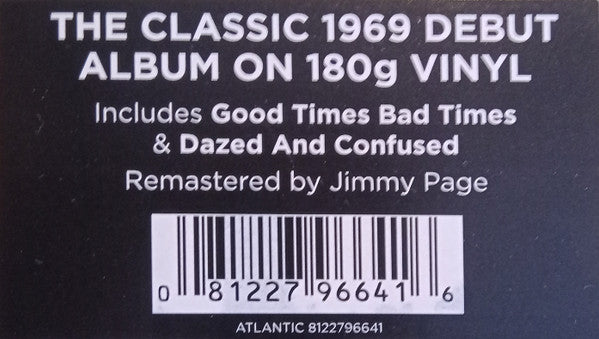 THE CLASSIC 1969 DEBUT
ALBUM ON 180g VINYL
Includes Good Times Bad Times
& Dazed And Confused
Remastered by Jimmy Page
0 81227 96641 6
ATLANTIC 8122796641